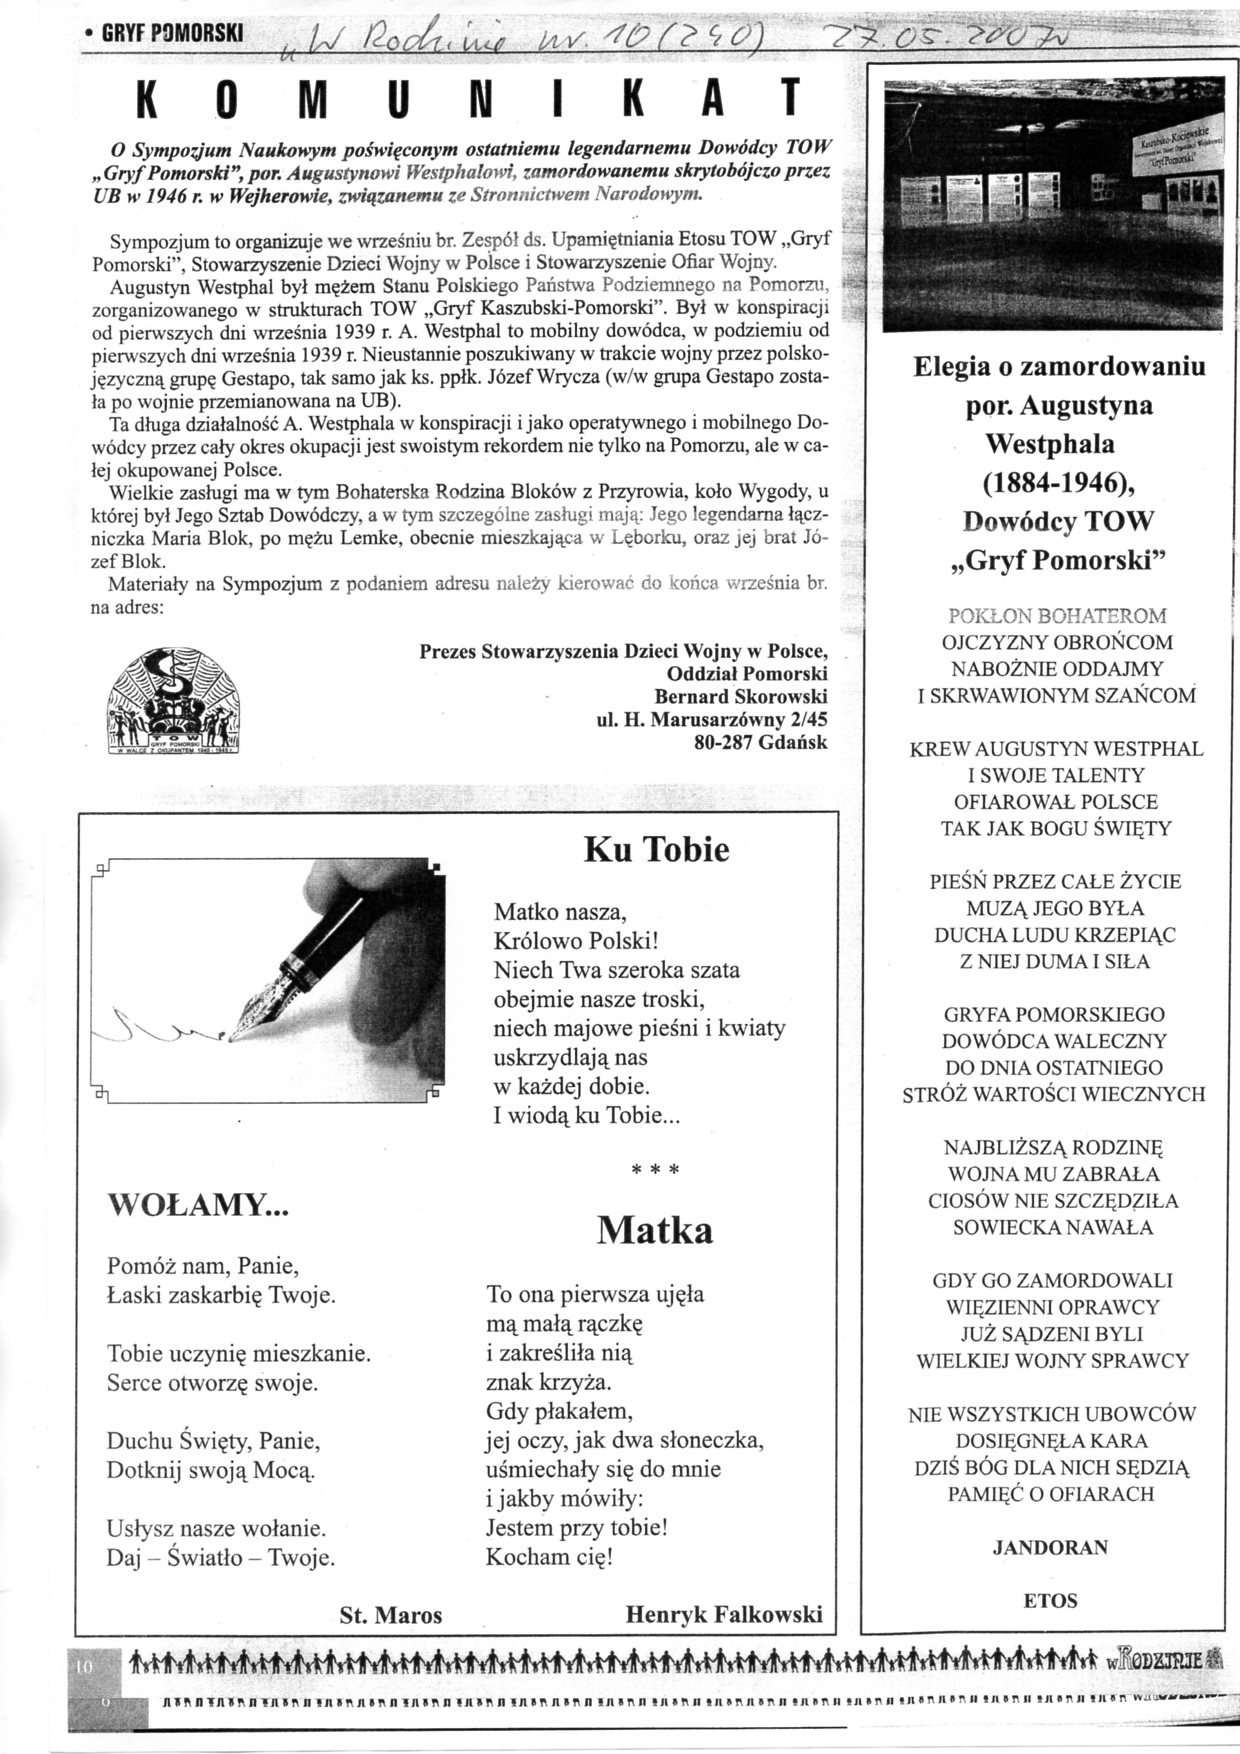 • GRYF POMORSKI
„W Rodzinie nr. 10 (240) 27.05.2007r
KOMUNIKAT
O Sympozjum Naukowym poświęconym ostatniemu legendarnemu Dowódcy TOW
„Gryf Pomorski”, por. Augustynowi Westphalowi, zamordowanemu skrytobójczo przez
UB w 1946 r. w Wejherowie, związanemu ze Stronnictwem Narodowym.
Sympozjum to organizuje we wrześniu br. Zespół ds. Upamiętniania Etosu TOW „Gryf
Pomorski”, Stowarzyszenie Dzieci Wojny w Polsce i Stowarzyszenie Ofiar Wojny.
Augustyn Westphal był mężem Stanu Polskiego Państwa Podziemnego na Pomorzu,
zorganizowanego w strukturach TOW „Gryf Kaszubski-Pomorski”. Był w konspiracji
od pierwszych dni września 1939 r. A. Westphal to mobilny dowódca, w podziemiu od
pierwszych dni września 1939 r. Nieustannie poszukiwany w trakcie wojny przez polsko-
języczną grupę Gestapo, tak samo jak ks. ppłk. Józef Wrycza (w/w grupa Gestapo zosta-
ła po wojnie przemianowana na UB).
Ta długa działalność A. Westphala w konspiracji i jako operatywnego i mobilnego Do-
wódcy przez cały okres okupacji jest swoistym rekordem nie tylko na Pomorzu, ale w ca-
łej okupowanej Polsce.
Wielkie zasługi ma w tym Bohaterska Rodzina Bloków z Przyrowia, koło Wygody, u
której był Jego Sztab Dowódczy, a w tym szczególne zasługi mają: Jego legendarna łącz-
niczka Maria Blok, po mężu Lemke, obecnie mieszkająca w Lęborku, oraz jej brat Jó-
zef Blok.
Materiały na Sympozjum z podaniem adresu należy kierować do końca września br.
na adres:
Prezes Stowarzyszenia Dzieci Wojny w Polsce,
Oddział Pomorski
Bernard Skorowski
ul. H. Marusarzówny 2/45
80-287 Gdańsk
TOW
GRYF POMORSKI
W WALCE Z OKUPANTEM
Ku Tobie
Matko nasza,
Królowo Polski!
Niech Twa szeroka szata
obejmie nasze troski,
niech majowe pieśni i kwiaty
uskrzydlają nas
w każdej dobie.
I wiodą ku Tobie...
* * *
WOŁAMY...
Pomóż nam, Panie,
Łaski zaskarbię Twoje.
Tobie uczynię mieszkanie.
Serce otworzę swoje.
Duchu Święty, Panie,
Dotknij swoją Mocą.
Usłysz nasze wołanie.
Daj – Światło – Twoje.
St. Maros
Matka
To ona pierwsza ujęła
mą małą rączkę
i zakreśliła nią
znak krzyża.
Gdy płakałem,
jej oczy, jak dwa słoneczka,
uśmiechały się do mnie
i jakby mówiły:
Jestem przy tobie!
Kocham cię!
Henryk Falkowski
Kaszubsko-Kociewskie
"Gryf Pomorski"
Elegia o zamordowaniu
por. Augustyna
Westphala
(1884-1946),
Dowódcy TOW
„Gryf Pomorski”
POKŁON BOHATEROM
OJCZYZNY OBROŃCOM
NABOŻNIE ODDAJMY
I SKRWAWIONYM SZAŃCOM
KREW AUGUSTYN WESTPHAL
I SWOJE TALENTY
OFIAROWAŁ POLSCE
TAK JAK BOGU ŚWIĘTY
PIEŚŃ PRZEZ CAŁE ŻYCIE
MUZĄ JEGO BYŁA
DUCHA LUDU KRZEPIĄC
Z NIEJ DUMA I SIŁA
GRYFA POMORSKIEGO
DOWÓDCA WALECZNY
DO DNIA OSTATNIEGO
STRÓŻ WARTOŚCI WIECZNYCH
NAJBLIŻSZĄ RODZINĘ
WOJNA MU ZABRAŁA
CIOSÓW NIE SZCZĘDZIŁA
SOWIECKA NAWAŁA
GDY GO ZAMORDOWALI
WIĘZIENNI OPRAWCY
JUŻ SĄDZENI BYLI
WIELKIEJ WOJNY SPRAWCY
NIE WSZYSTKICH UBOWCÓW
DOSIĘGNĘŁA KARA
DZIŚ BÓG DLA NICH SĘDZIĄ
PAMIĘĆ O OFIARACH
JANDORAN
ETOS
10
wRODZINIE
6